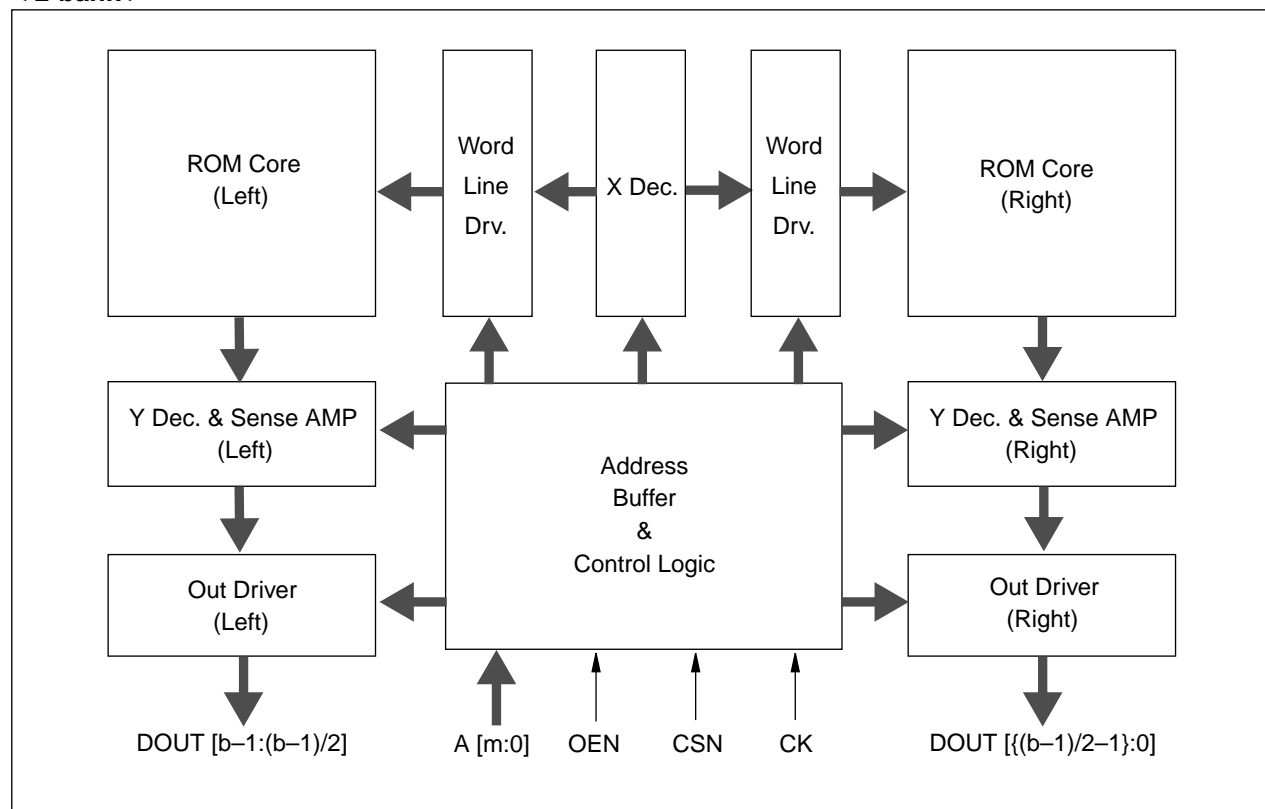 ROM Core
(Left)
Word
Line
Drv.
X Dec.
Word
Line
Drv.
ROM Core
(Right)
Y Dec. & Sense AMP
(Left)
Address
Buffer
&
Control Logic
Y Dec. & Sense AMP
(Right)
Out Driver
(Left)
Out Driver
(Right)
DOUT [b–1:(b–1)/2]
A [m:0]
OEN
CSN
CK
DOUT [{(b–1)/2–1}:0]